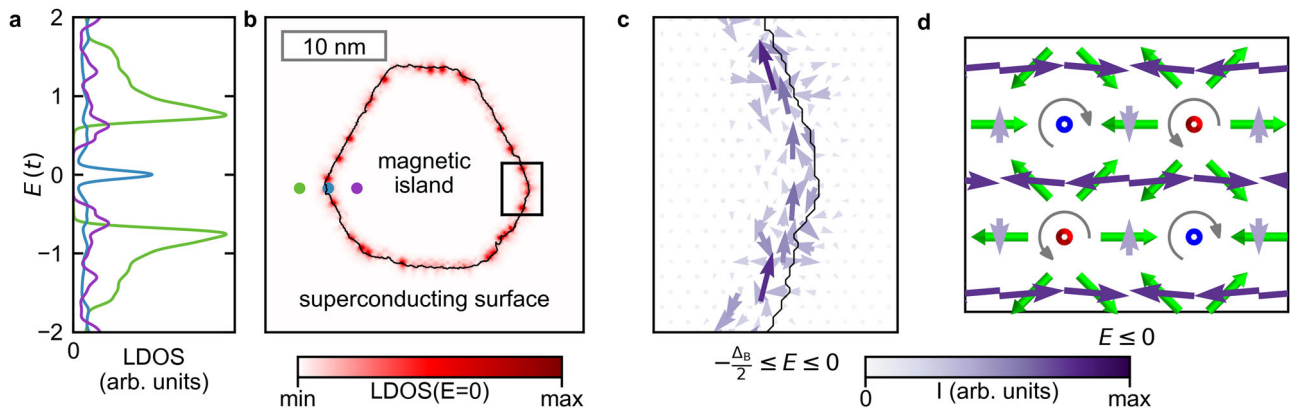 a
2
1
0
−1
−2
E (t)
0
LDOS
(arb. units)
b
10 nm
magnetic
island
superconducting surface
min
LDOS(E=0)
max
c
−Δ_B/2 ≤ E ≤ 0
d
E ≤ 0
0
I (arb. units)
max